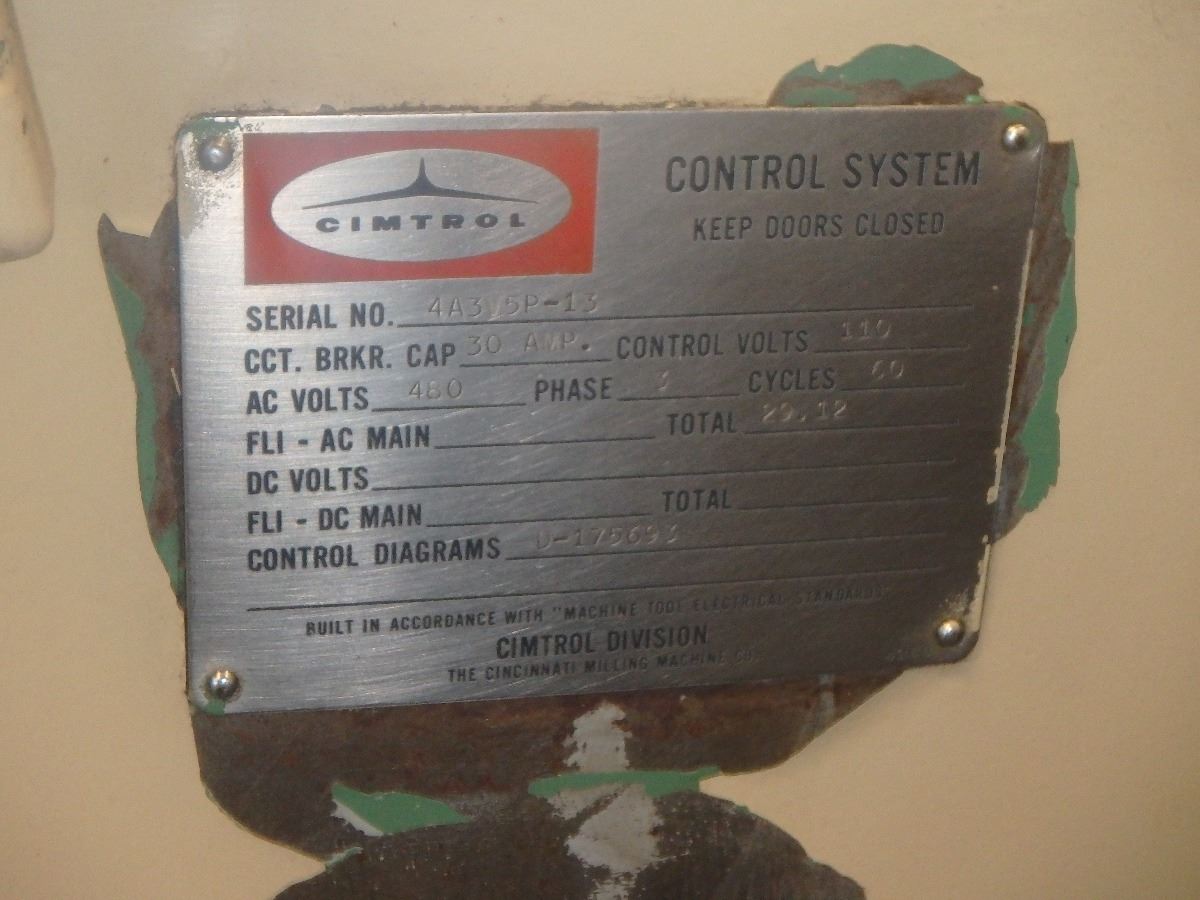 CIMTROL
CONTROL SYSTEM
KEEP DOORS CLOSED
SERIAL NO.
CCT. BRKR. CAP 30 AMP. CONTROL VOLTS 110
AC VOLTS 480 PHASE CYCLES 60
FLI - AC MAIN TOTAL 29.12
DC VOLTS
FLI - DC MAIN TOTAL
CONTROL DIAGRAMS D-175693
BUILT IN ACCORDANCE WITH "MACHINE TOOL ELECTRICAL STANDARDS"
CIMTROL DIVISION
THE CINCINNATI MILLING MACHINE CO.